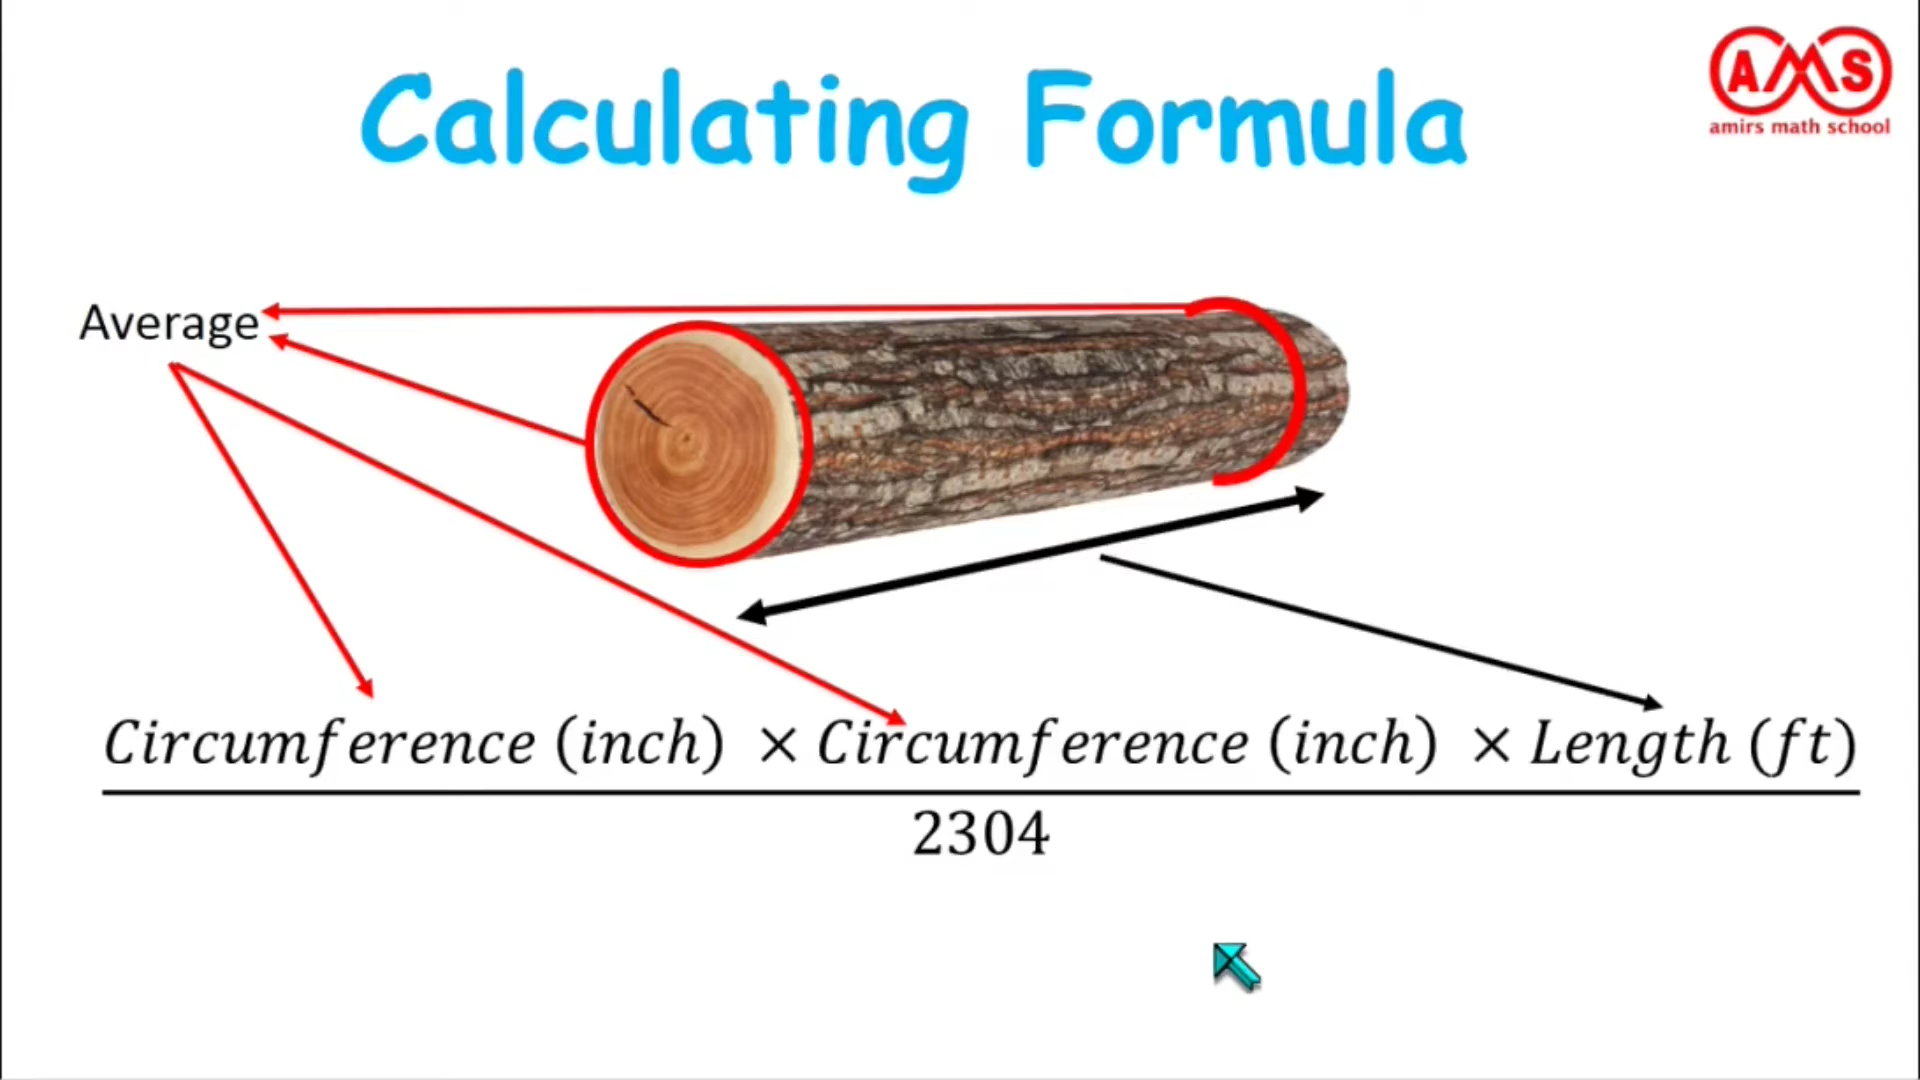 Calculating Formula
AMS
amirs math school
Average
Circumference (inch) × Circumference (inch) × Length (ft)
2304